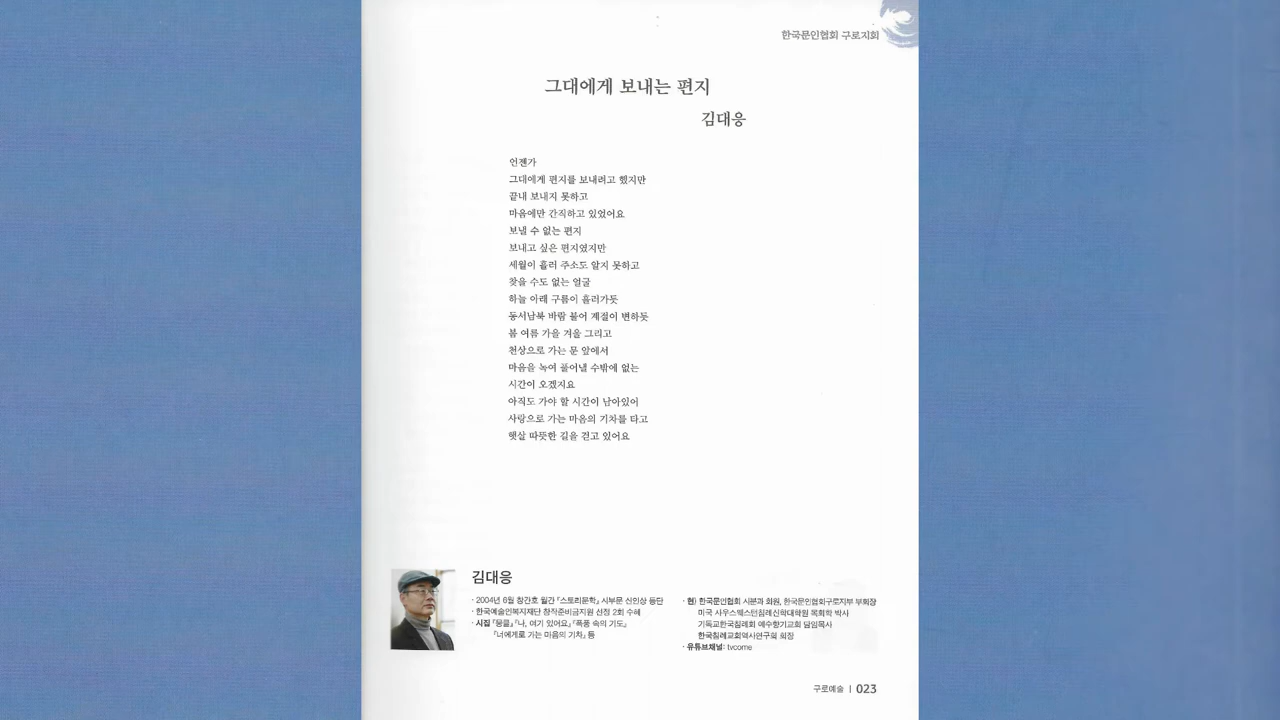 한국문인협회 구로지회
그대에게 보내는 편지
김대응
언젠가
그대에게 편지를 보내려고 했지만
끝내 보내지 못하고
마음에만 간직하고 있었어요
보낼 수 없는 편지
보내고 싶은 편지였지만
세월이 흘러 주소도 알지 못하고
찾을 수도 없는 얼굴
하늘 아래 구름이 흘러가듯
동서남북 바람 불어 계절이 변하듯
봄 여름 가을 겨울 그리고
천상으로 가는 문 앞에서
마음을 녹여 풀어낼 수밖에 없는
시간이 오겠지요
아직도 가야 할 시간이 남아있어
사랑으로 가는 마음의 기차를 타고
햇살 따뜻한 길을 걷고 있어요
김대응
· 2004년 6월 창간호 월간 『스토리문학』 시부문 신인상 등단
· 한국예술인복지재단 창작준비금지원 선정 2회 수혜
· 시집 『뭉클』 『나, 여기 있어요』 『폭풍 속의 기도』
『너에게로 가는 마음의 기차』 등
· 현) 한국문인협회 시분과 회원, 한국문인협회구로지부 부회장
미국 사우스웨스턴침례신학대학원 목회학 박사
기독교한국침례회 예수향기교회 담임목사
한국침례교회역사연구회 회장
· 유튜브채널: tvcome
구로예술 | 023